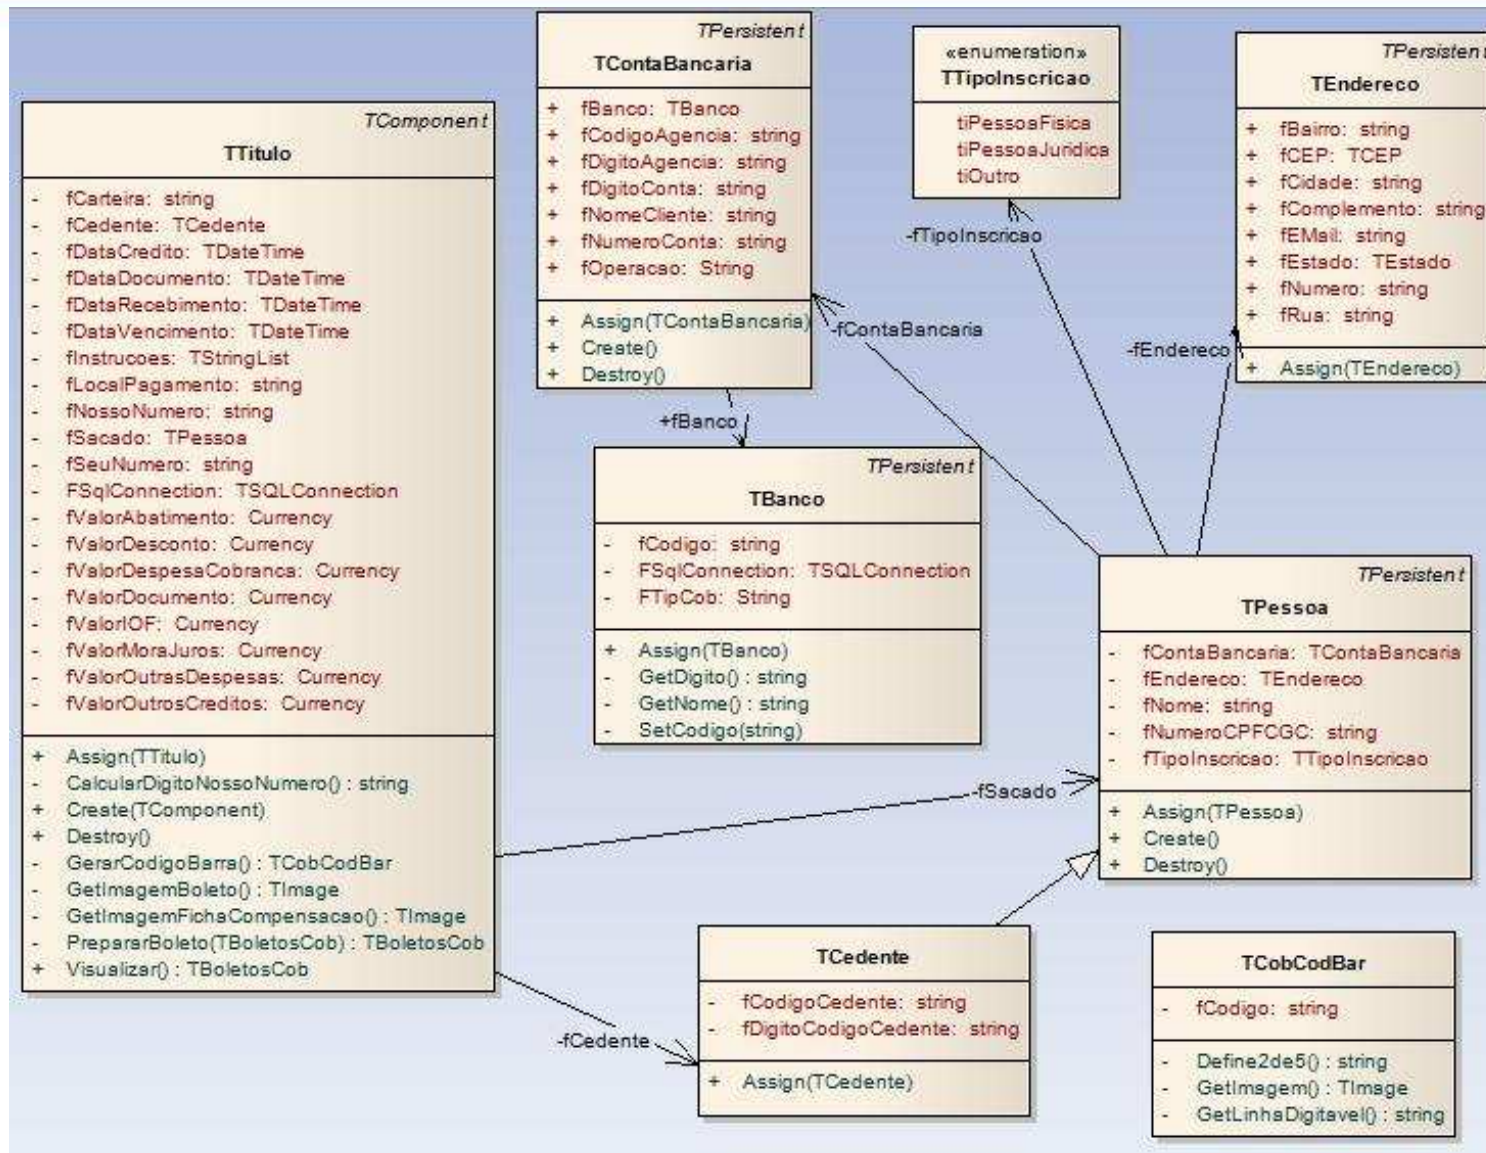 TComponent
TTitulo
- fCarteira: string
- fCedente: TCedente
- fDataCredito: TDateTime
- fDataDocumento: TDateTime
- fDataRecebimento: TDateTime
- fDataVencimento: TDateTime
- fInstrucoes: TStringList
- fLocalPagamento: string
- fNossoNumero: string
- fSacado: TPessoa
- fSeuNumero: string
- FSqlConnection: TSQLConnection
- fValorAbatimento: Currency
- fValorDesconto: Currency
- fValorDespesaCobranca: Currency
- fValorDocumento: Currency
- fValorIOF: Currency
- fValorMoraJuros: Currency
- fValorOutrasDespesas: Currency
- fValorOutrosCreditos: Currency
+ Assign(TTitulo)
- CalcularDigitoNossoNumero() : string
+ Create(TComponent)
+ Destroy()
- GerarCodigoBarra() : TCobCodBar
- GetImagemBoleto() : TImage
- GetImagemFichaCompensacao() : TImage
- PrepararBoleto(TBoletosCob) : TBoletosCob
+ Visualizar() : TBoletosCob
TPersistent
TContaBancaria
+ fBanco: TBanco
+ fCodigoAgencia: string
+ fDigitoAgencia: string
+ fDigitoConta: string
+ fNomeCliente: string
+ fNumeroConta: string
+ fOperacao: String
+ Assign(TContaBancaria)
+ Create()
+ Destroy()
«enumeration»
TTipoInscricao
tiPessoaFisica
tiPessoaJuridica
tiOutro
TPersistent
TEndereco
+ fBairro: string
+ fCEP: TCEP
+ fCidade: string
+ fComplemento: string
+ fEMail: string
+ fEstado: TEstado
+ fNumero: string
+ fRua: string
+ Assign(TEndereco)
-fTipoInscricao
-fContaBancaria
-fEndereco
+fBanco
TPersistent
TBanco
- fCodigo: string
- FSqlConnection: TSQLConnection
- FTipCob: String
+ Assign(TBanco)
- GetDigito() : string
- GetNome() : string
- SetCodigo(string)
TPersistent
TPessoa
- fContaBancaria: TContaBancaria
- fEndereco: TEndereco
- fNome: string
- fNumeroCPFCGC: string
- fTipoInscricao: TTipoInscricao
+ Assign(TPessoa)
+ Create()
+ Destroy()
-fSacado
-fCedente
TCedente
- fCodigoCedente: string
- fDigitoCodigoCedente: string
+ Assign(TCedente)
TCobCodBar
- fCodigo: string
- Define2de5() : string
- GetImagem() : TImage
- GetLinhaDigitavel() : string